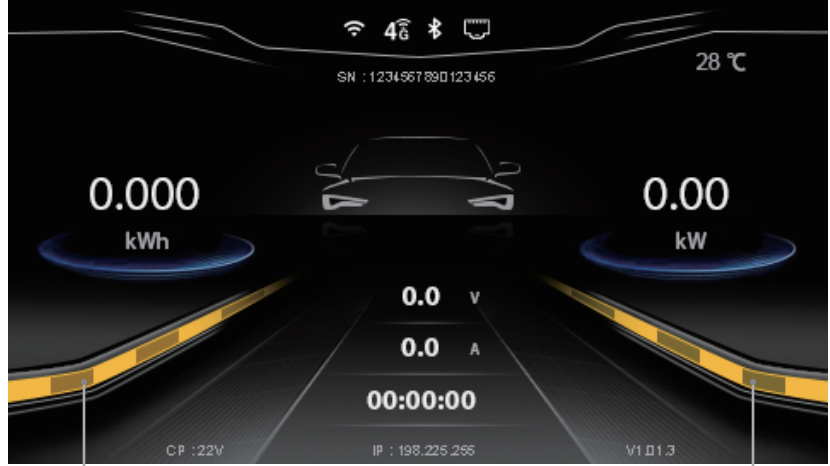 4G
SN : 1234567890123456
28 ℃
0.000
kWh
0.00
kW
0.0 V
0.0 A
00:00:00
CP :22V
IP : 198.225.255
V1.01.3